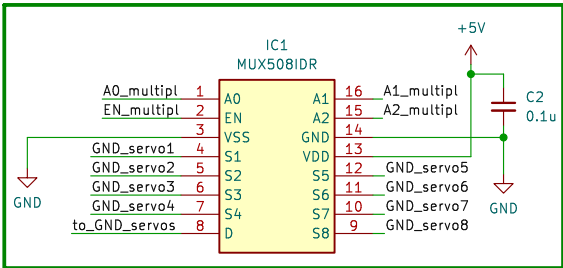 +5V
IC1
MUX508IDR
A0_multipl 1 A0 A1 16 A1_multipl
EN_multipl 2 EN A2 15 A2_multipl
3 VSS GND 14
GND_servo1 4 S1 VDD 13
GND_servo2 5 S2 S5 12 GND_servo5
GND_servo3 6 S3 S6 11 GND_servo6
GND_servo4 7 S4 S7 10 GND_servo7
to_GND_servos 8 D S8 9 GND_servo8
C2
0.1u
GND
GND